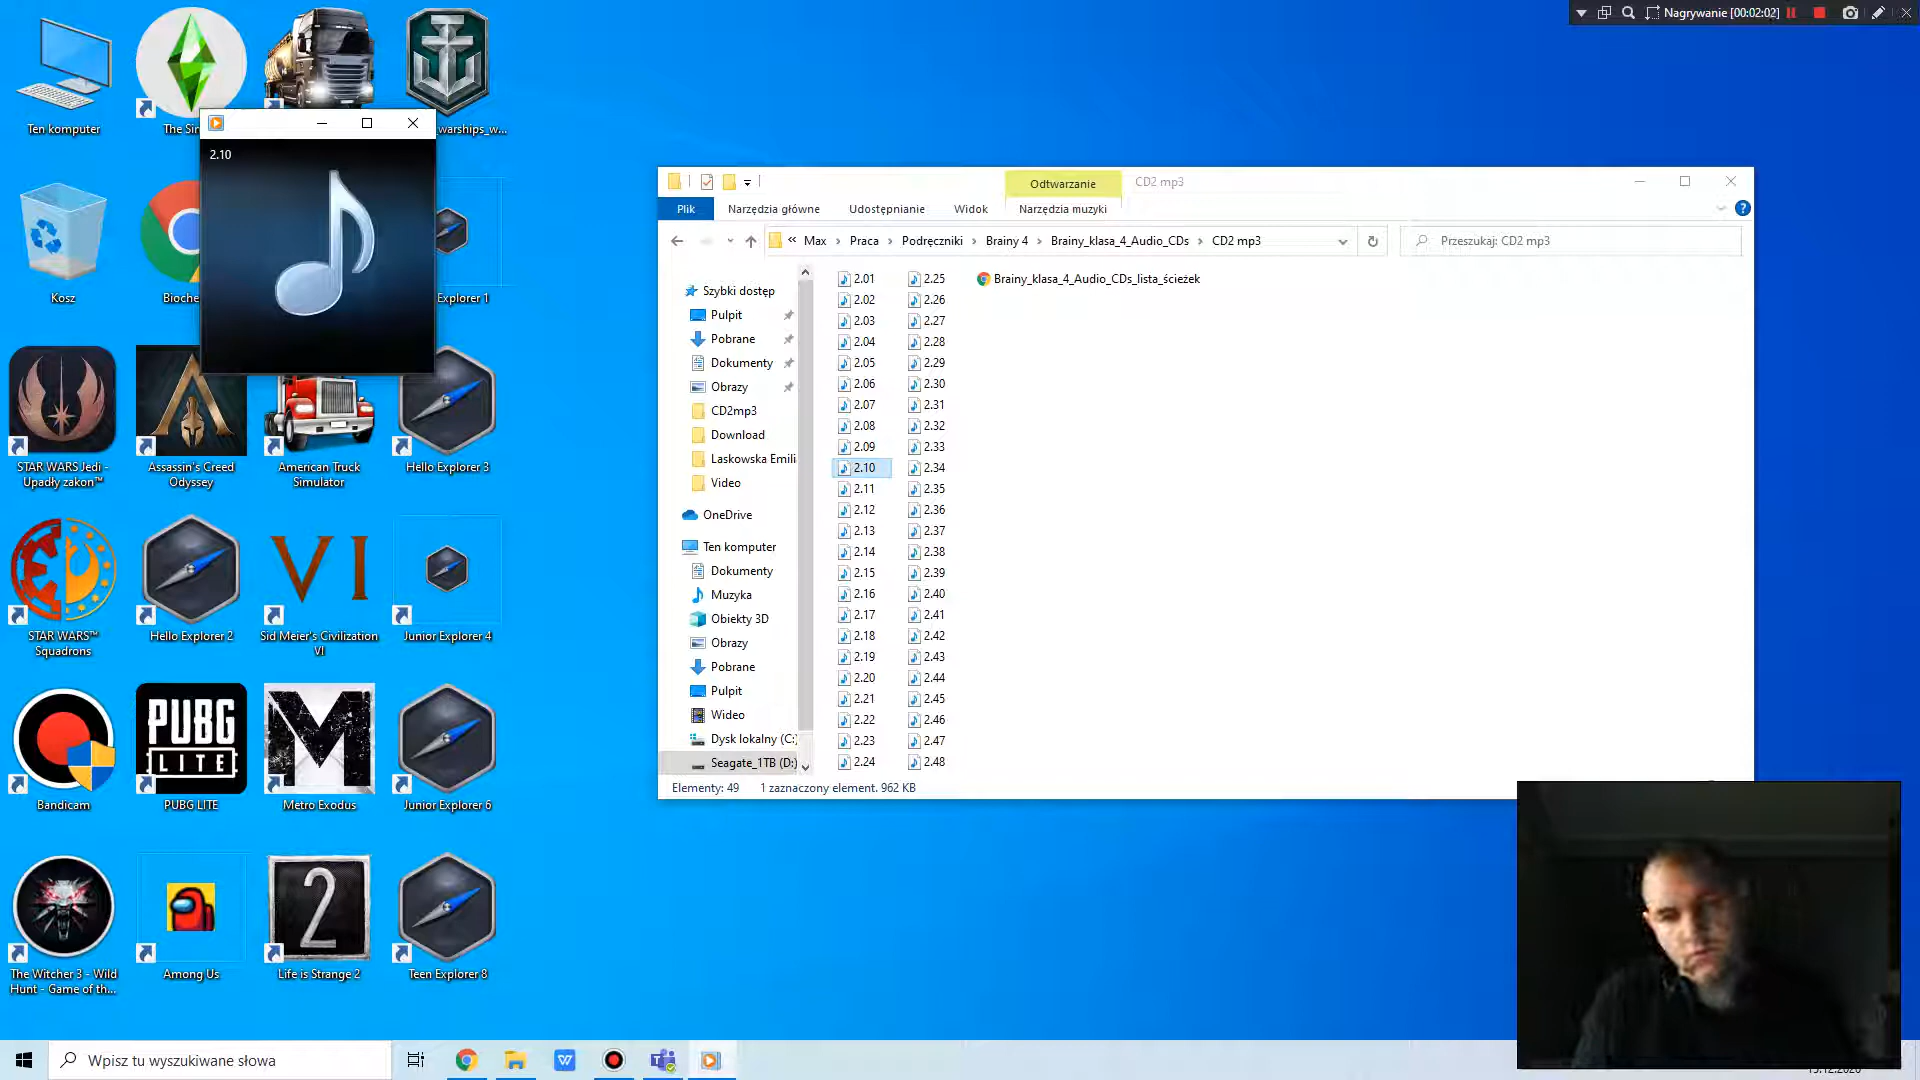 Nagrywanie [00:02:02]
Ten komputer
The Sir
_warships_w...
2.10
Kosz
Bioche
Explorer 1
STAR WARS Jedi -
Upadły zakon™
Assassin's Creed
Odyssey
American Truck
Simulator
Hello Explorer 3
STAR WARS™
Squadrons
Hello Explorer 2
VI
Sid Meier's Civilization
VI
Junior Explorer 4
Bandicam
PUBG
LITE
PUBG LITE
Metro Exodus
Junior Explorer 6
The Witcher 3 - Wild
Hunt - Game of th...
Among Us
2
Life is Strange 2
Teen Explorer 8
Odtwarzanie
CD2 mp3
Plik
Narzędzia główne
Udostępnianie
Widok
Narzędzia muzyki
« Max > Praca > Podręczniki > Brainy 4 > Brainy_klasa_4_Audio_CDs > CD2 mp3
Przeszukaj: CD2 mp3
Szybki dostęp
Pulpit
Pobrane
Dokumenty
Obrazy
CD2mp3
Download
Laskowska Emili
Video
OneDrive
Ten komputer
Dokumenty
Muzyka
Obiekty 3D
Obrazy
Pobrane
Pulpit
Wideo
Dysk lokalny (C:)
Seagate_1TB (D:)
2.01
2.02
2.03
2.04
2.05
2.06
2.07
2.08
2.09
2.10
2.11
2.12
2.13
2.14
2.15
2.16
2.17
2.18
2.19
2.20
2.21
2.22
2.23
2.24
2.25
2.26
2.27
2.28
2.29
2.30
2.31
2.32
2.33
2.34
2.35
2.36
2.37
2.38
2.39
2.40
2.41
2.42
2.43
2.44
2.45
2.46
2.47
2.48
Brainy_klasa_4_Audio_CDs_lista_ścieżek
Elementy: 49
1 zaznaczony element. 962 KB
Wpisz tu wyszukiwane słowa